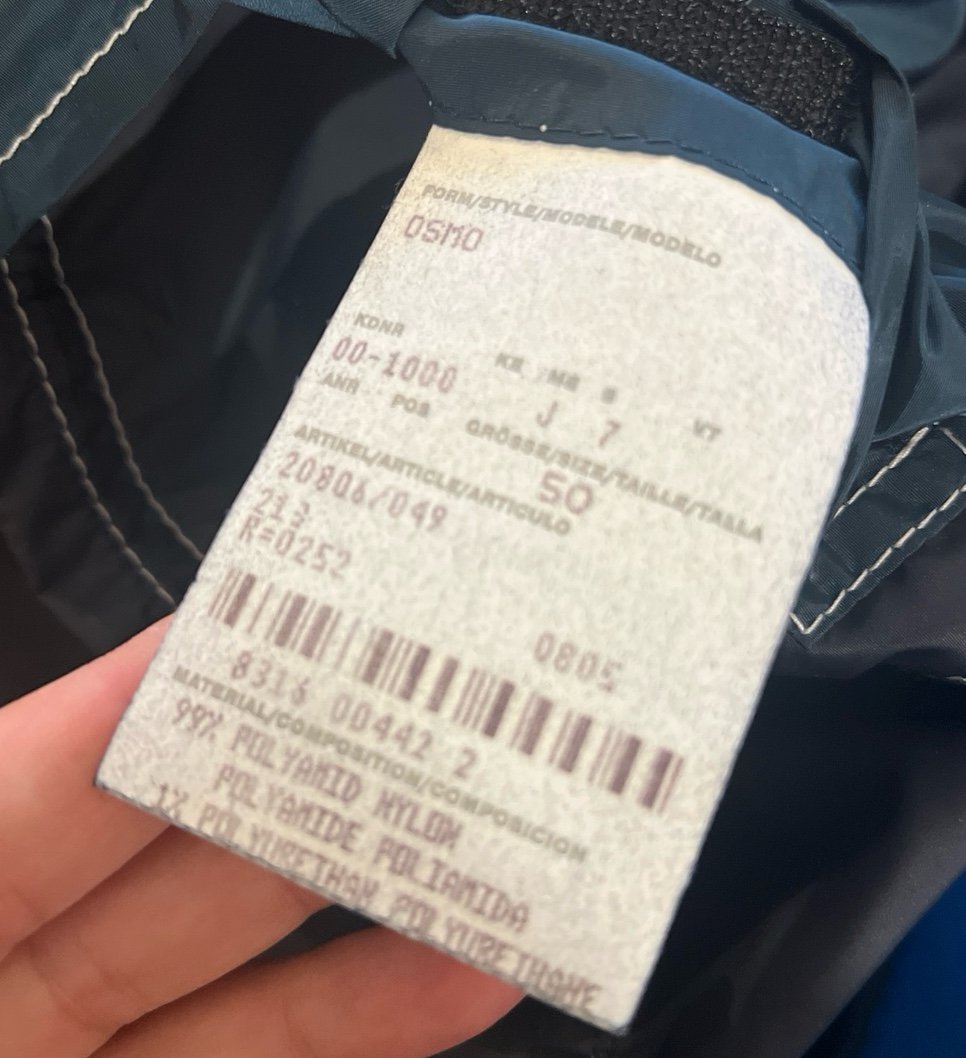 FORM/STYLE/MODELE/MODELO
OSMO
KDNR KE ME S VT
00-1000 J 7
ANR POS GRÖSSE/SIZE/TAILLE/TALLA
50
ARTIKEL/ARTICLE/ARTICULO
20806/049
213
R=0252
0805
8316 00442 2
MATERIAL/COMPOSITION/COMPOSICION
99% POLYAMID NYLON
POLYAMIDE POLIAMIDA
1% POLYURETHAN POLYURETHANE